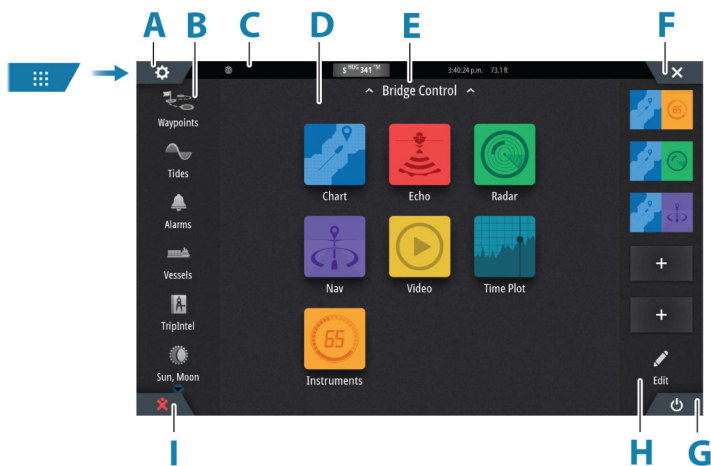 A B C D E F
S HDG 341 °M 3:40:24 p.m. 73.1 ft
Bridge Control
Waypoints
Tides
Alarms
Vessels
TripIntel
Sun, Moon
Chart Echo Radar
Nav Video Time Plot
65
Instruments
65
+
+
Edit
I H G